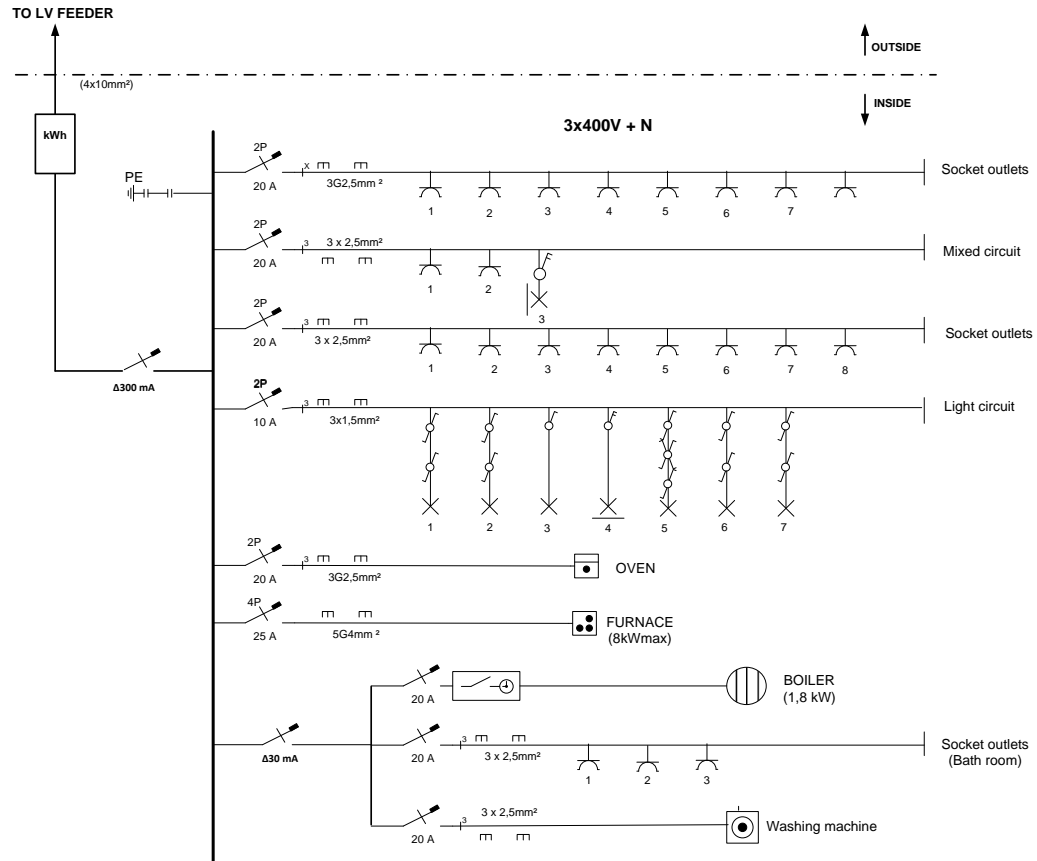 TO LV FEEDER
OUTSIDE
(4x10mm²)
INSIDE
kWh
3x400V + N
PE
2P
20 A
x
3G2,5mm ²
1 2 3 4 5 6 7
Socket outlets
2P
20 A
3
3 x 2,5mm²
1 2 3
Mixed circuit
2P
20 A
3
3 x 2,5mm²
1 2 3 4 5 6 7 8
Socket outlets
Δ300 mA
2P
10 A
3
3x1,5mm²
1 2 3 4 5 6 7
Light circuit
2P
20 A
3
3G2,5mm²
OVEN
4P
25 A
5G4mm ²
FURNACE
(8kWmax)
20 A
BOILER
(1,8 kW)
Δ30 mA
20 A
3
3 x 2,5mm²
1 2 3
Socket outlets
(Bath room)
20 A
3
3 x 2,5mm²
Washing machine